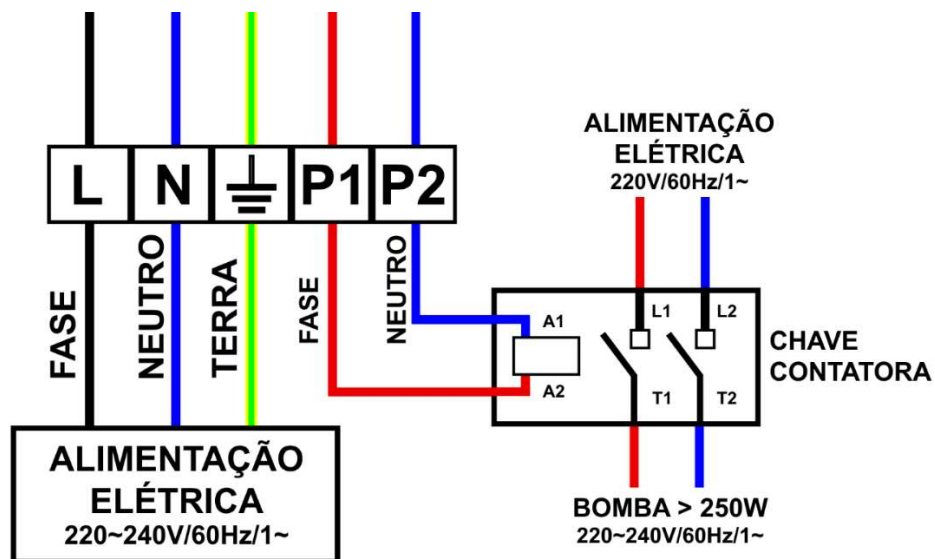 L
N
P1
P2
FASE
NEUTRO
TERRA
FASE
NEUTRO
ALIMENTAÇÃO
ELÉTRICA
220~240V/60Hz/1~
ALIMENTAÇÃO
ELÉTRICA
220V/60Hz/1~
A1
A2
L1
L2
T1
T2
CHAVE
CONTATORA
BOMBA > 250W
220~240V/60Hz/1~